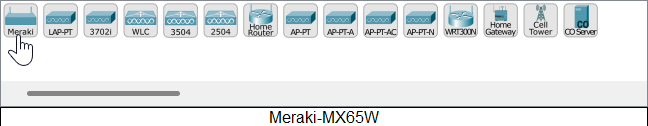 Meraki LAP-PT 3702i WLC 3504 2504 Home Router AP-PT AP-PT-A AP-PT-AC AP-PT-N WRT300N Home Gateway Cell Tower CO CO Server
Meraki-MX65W